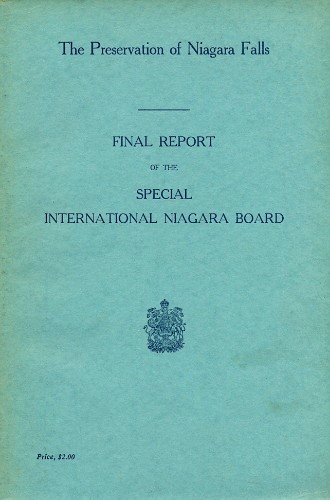 The Preservation of Niagara Falls
FINAL REPORT
OF THE
SPECIAL
INTERNATIONAL NIAGARA BOARD
Price, $2.00